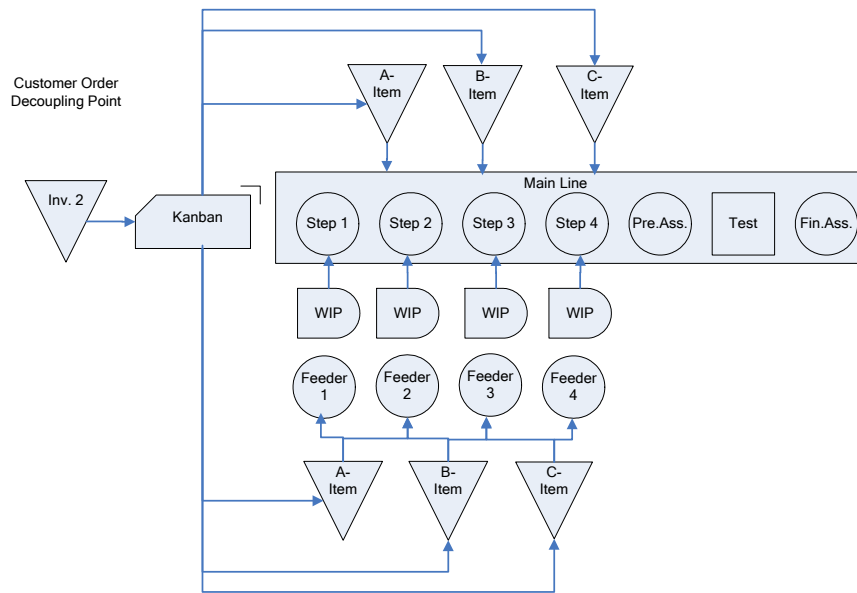 A-
Item
B-
Item
C-
Item
Customer Order
Decoupling Point
Main Line
Inv. 2
Kanban
Step 1
Step 2
Step 3
Step 4
Pre.Ass.
Test
Fin.Ass.
WIP
WIP
WIP
WIP
Feeder
1
Feeder
2
Feeder
3
Feeder
4
A-
Item
B-
Item
C-
Item